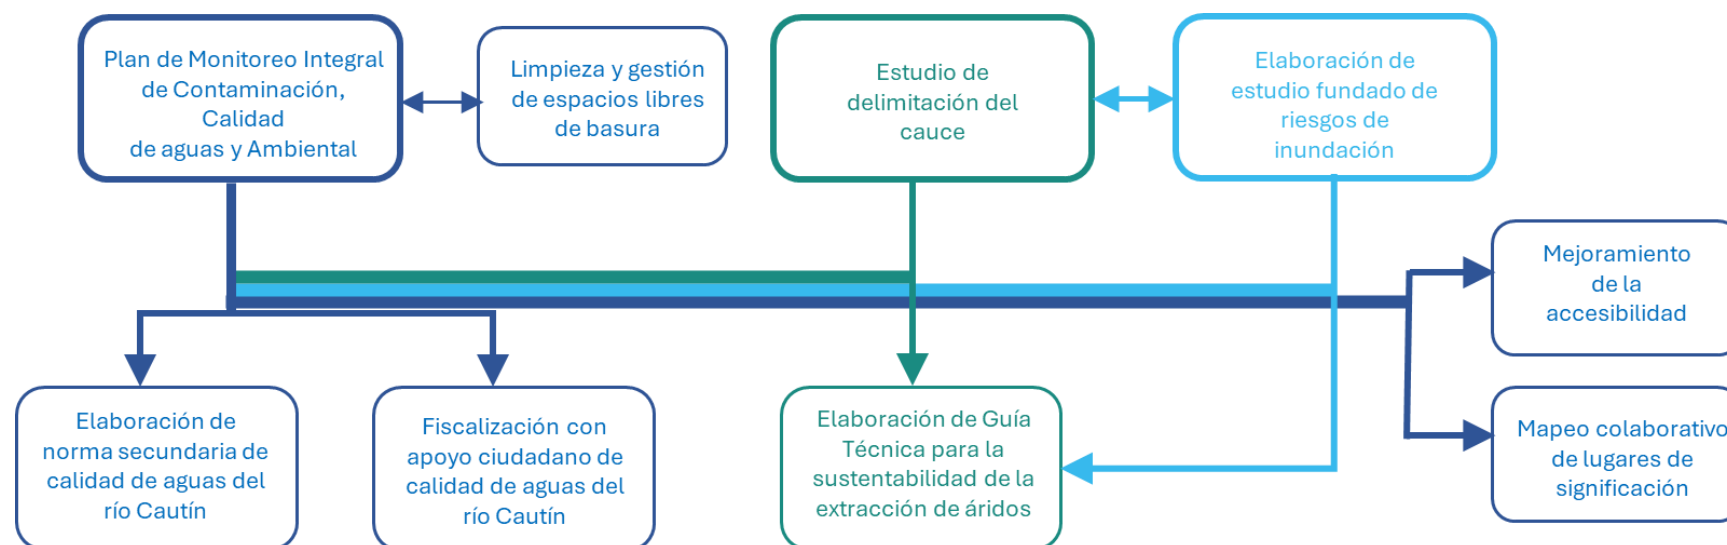 Plan de Monitoreo Integral
de Contaminación,
Calidad
de aguas y Ambiental
Limpieza y gestión
de espacios libres
de basura
Estudio de
delimitación del
cauce
Elaboración de
estudio fundado de
riesgos de
inundación
Mejoramiento
de la
accesibilidad
Elaboración de
norma secundaria de
calidad de aguas del
río Cautín
Fiscalización con
apoyo ciudadano de
calidad de aguas del
río Cautín
Elaboración de Guía
Técnica para la
sustentabilidad de la
extracción de áridos
Mapeo colaborativo
de lugares de
significación